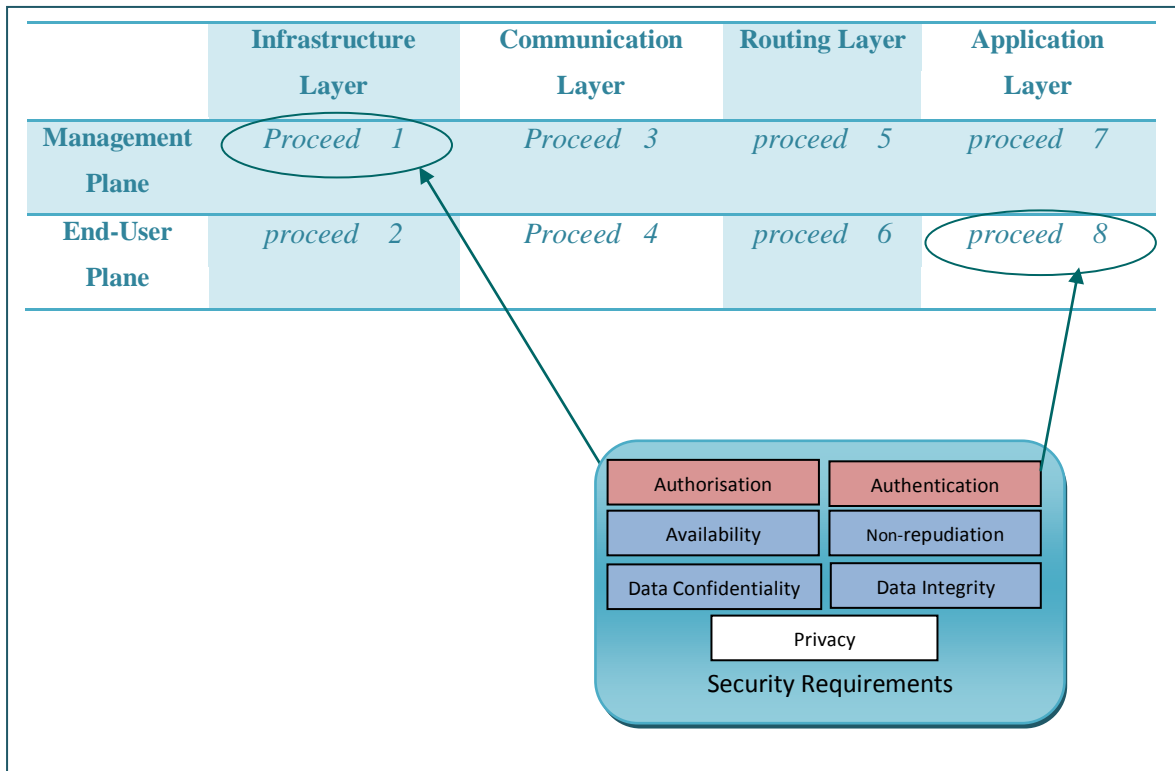 Infrastructure Communication Routing Layer Application
Layer Layer Layer
Management Proceed 1 Proceed 3 proceed 5 proceed 7
Plane
End-User proceed 2 Proceed 4 proceed 6 proceed 8
Plane
Authorisation Authentication
Availability Non-repudiation
Data Confidentiality Data Integrity
Privacy
Security Requirements